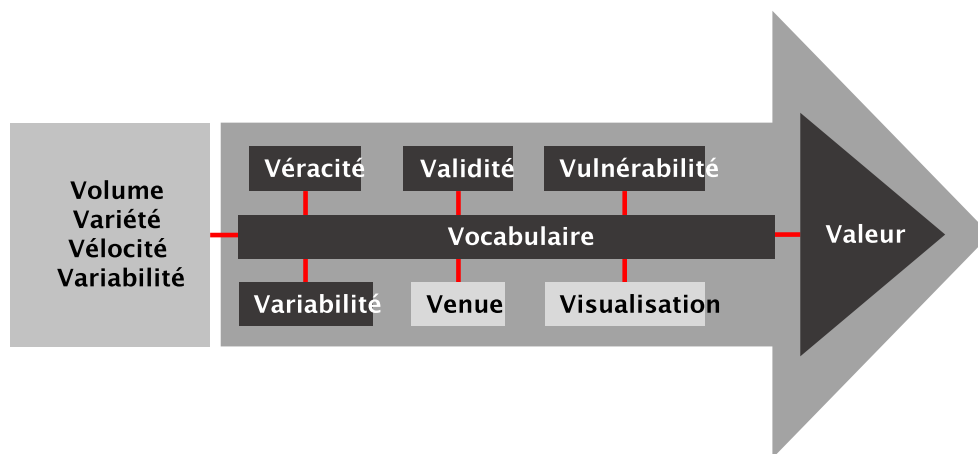 Volume
Variété
Vélocité
Variabilité
Véracité
Validité
Vulnérabilité
Vocabulaire
Variabilité
Venue
Visualisation
Valeur